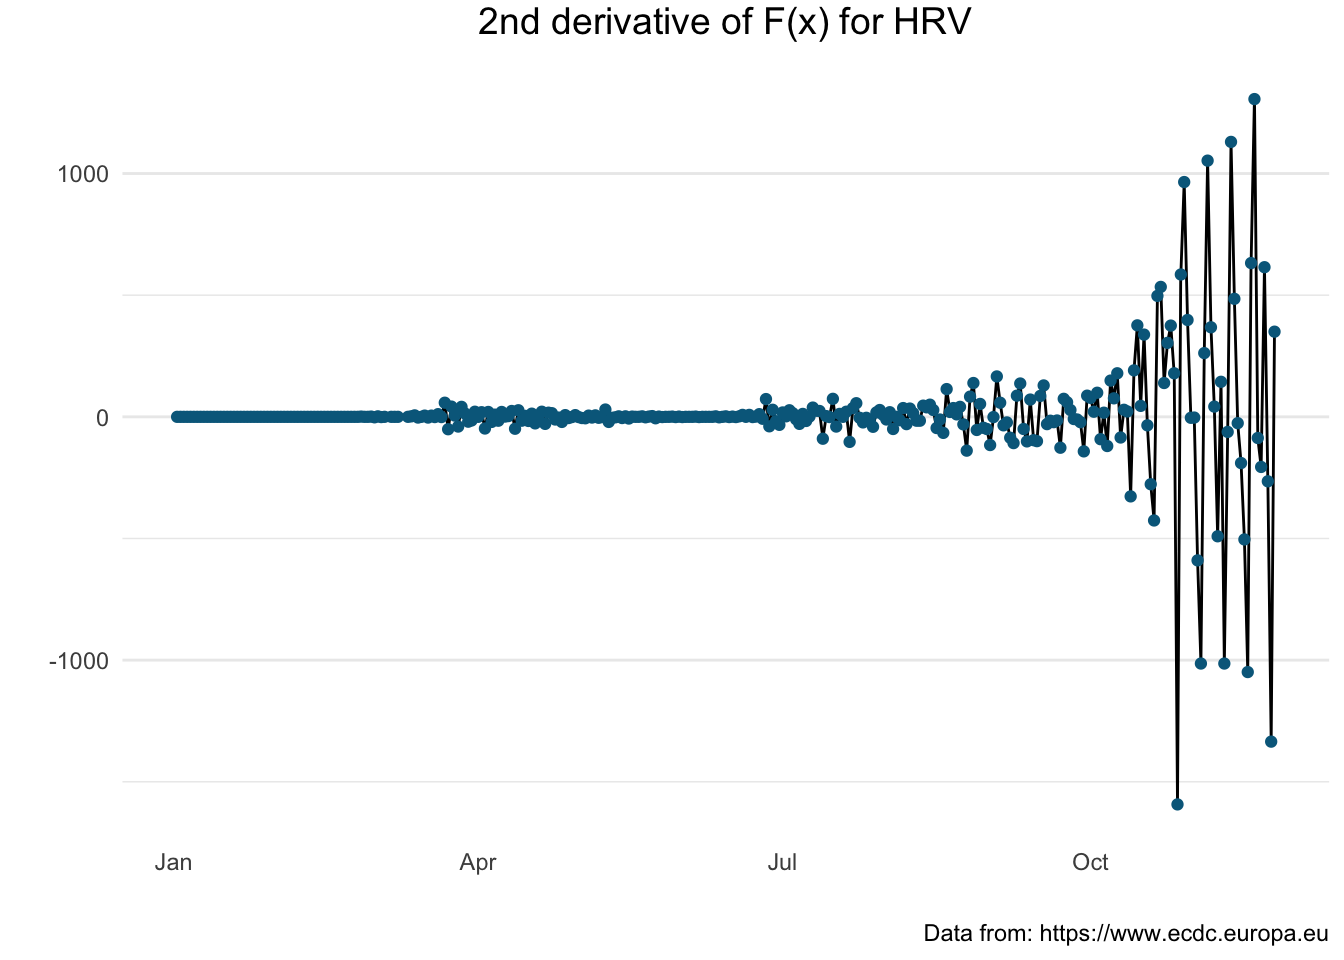 2nd derivative of F(x) for HRV
1000
0
-1000
Jan Apr Jul Oct
Data from: https://www.ecdc.europa.eu